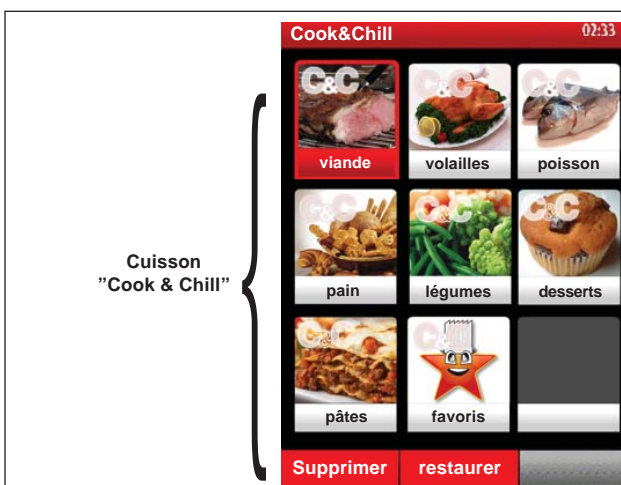 Cook&Chill 02:33
C&C C&C C&C
viande volailles poisson
C&C C&C C&C
Cuisson
"Cook & Chill"
pain légumes desserts
C&C C&C
pâtes favoris
Supprimer restaurer